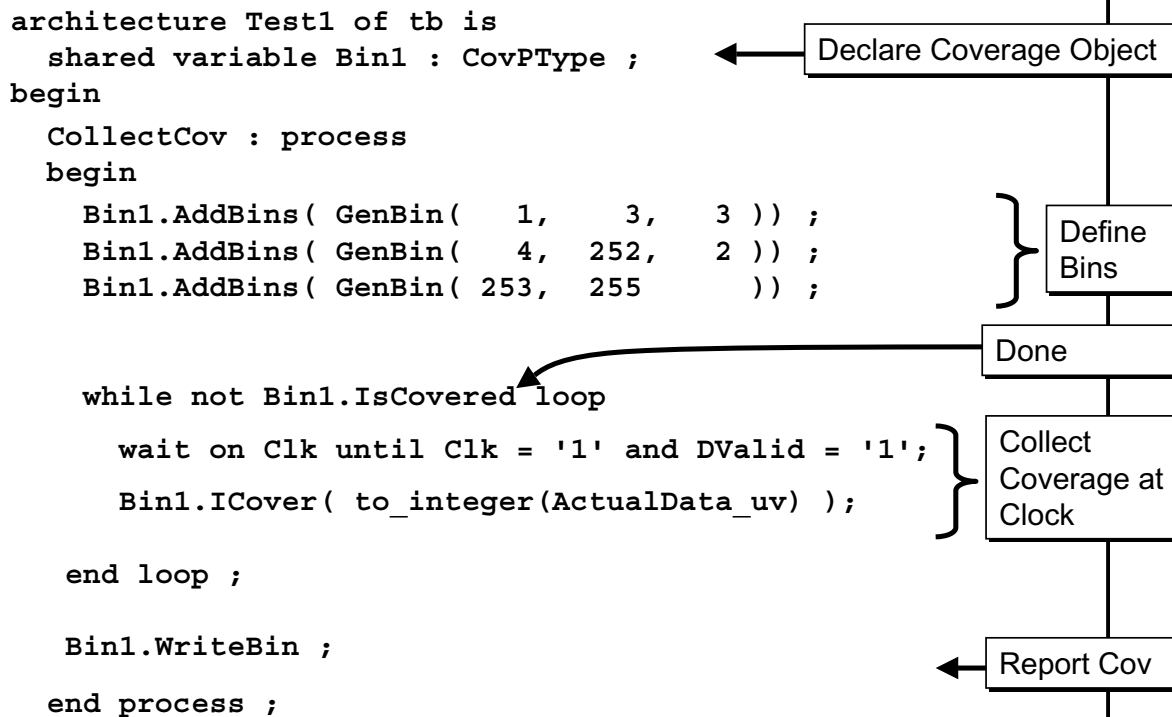 architecture Test1 of tb is
shared variable Bin1 : CovPType ;
Declare Coverage Object
begin
CollectCov : process
begin
Bin1.AddBins( GenBin( 1, 3, 3 )) ;
Bin1.AddBins( GenBin( 4, 252, 2 )) ;
Bin1.AddBins( GenBin( 253, 255 )) ;
Define
Bins
Done
while not Bin1.IsCovered loop
wait on Clk until Clk = '1' and DValid = '1';
Bin1.ICover( to_integer(ActualData_uv) );
Collect
Coverage at
Clock
end loop ;
Bin1.WriteBin ;
Report Cov
end process ;